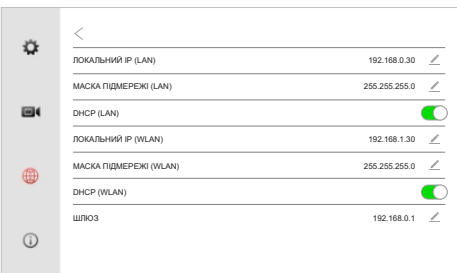 ЛОКАЛЬНИЙ IP (LAN) 192.168.0.30
МАСКА ПІДМЕРЕЖІ (LAN) 255.255.255.0
DHCP (LAN)
ЛОКАЛЬНИЙ IP (WLAN) 192.168.1.30
МАСКА ПІДМЕРЕЖІ (WLAN) 255.255.255.0
DHCP (WLAN)
ШЛЮЗ 192.168.0.1